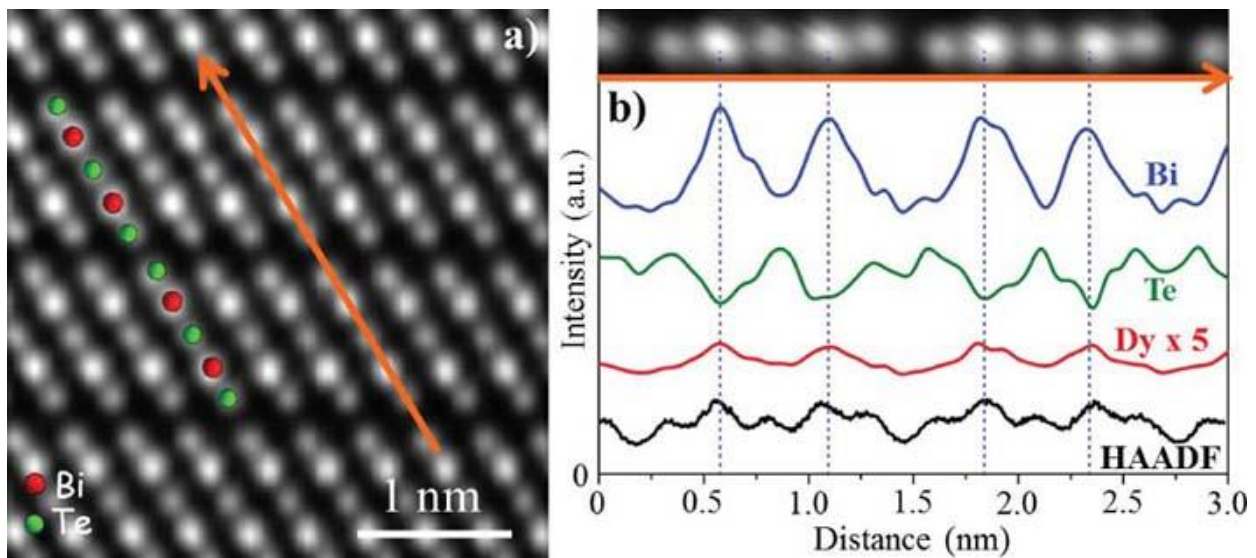 a)
Bi
Te
1 nm
b)
Intensity (a.u.)
Bi
Te
Dy x 5
HAADF
0
0 0.5 1.0 1.5 2.0 2.5 3.0
Distance (nm)